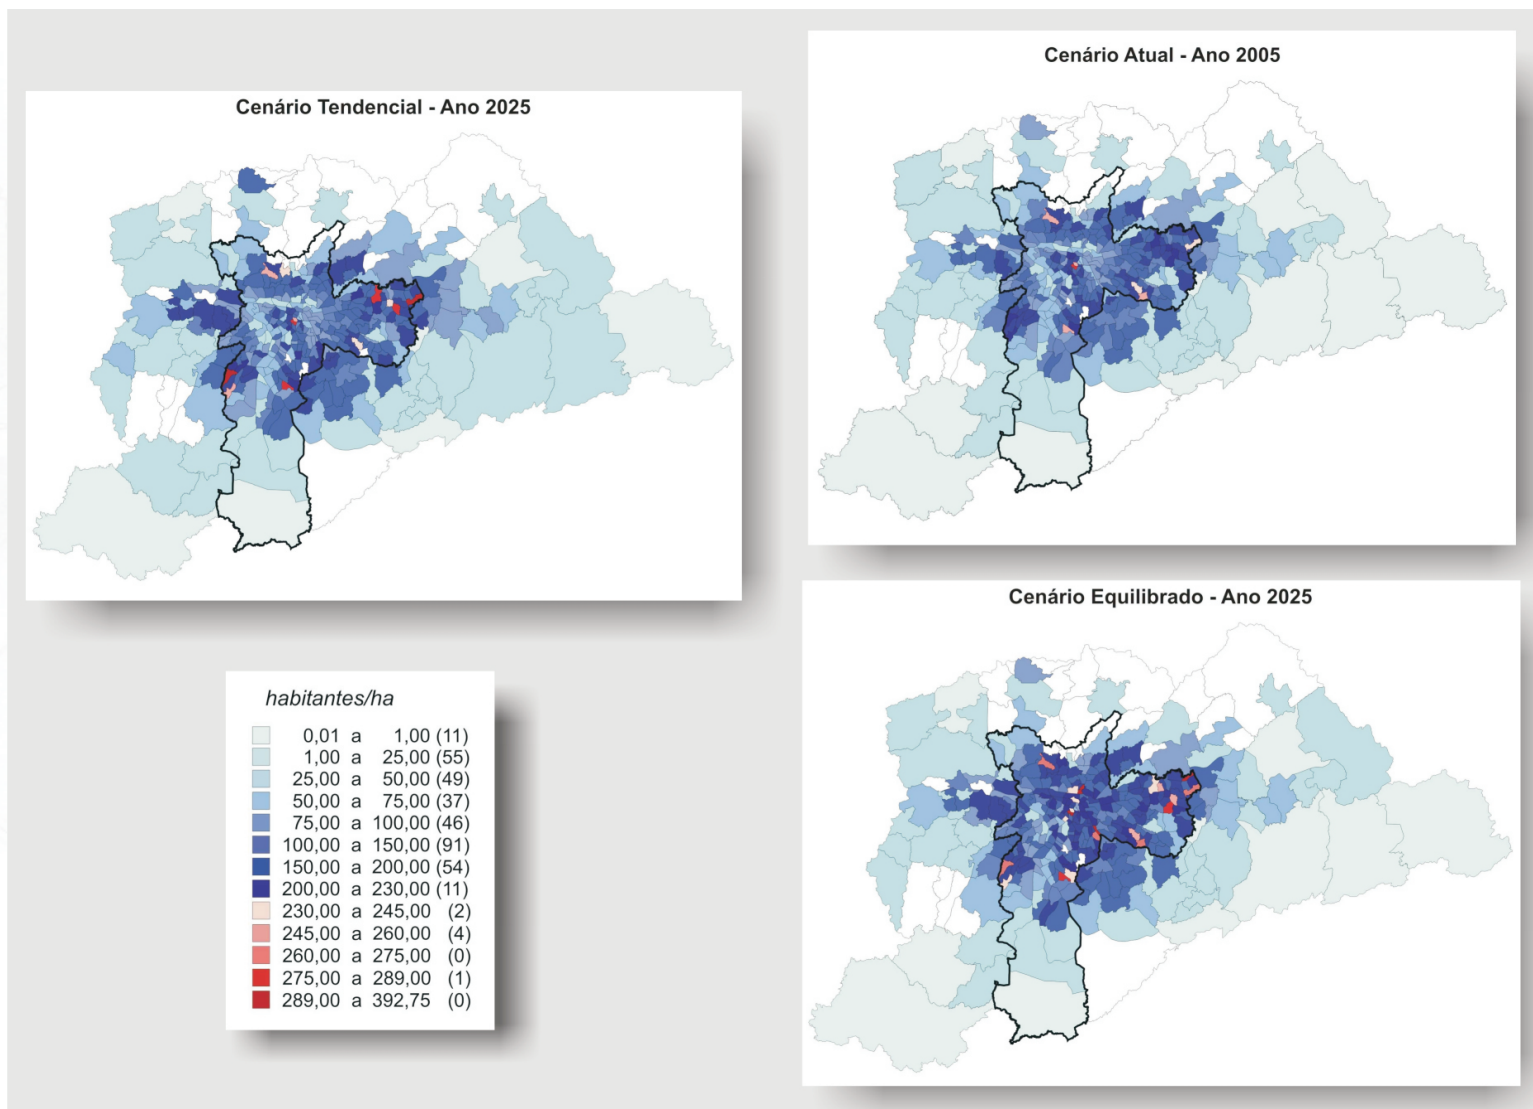 Cenário Tendencial - Ano 2025
Cenário Atual - Ano 2005
Cenário Equilibrado - Ano 2025
habitantes/ha
0,01 a 1,00 (11)
1,00 a 25,00 (55)
25,00 a 50,00 (49)
50,00 a 75,00 (37)
75,00 a 100,00 (46)
100,00 a 150,00 (91)
150,00 a 200,00 (54)
200,00 a 230,00 (11)
230,00 a 245,00 (2)
245,00 a 260,00 (4)
260,00 a 275,00 (0)
275,00 a 289,00 (1)
289,00 a 392,75 (0)